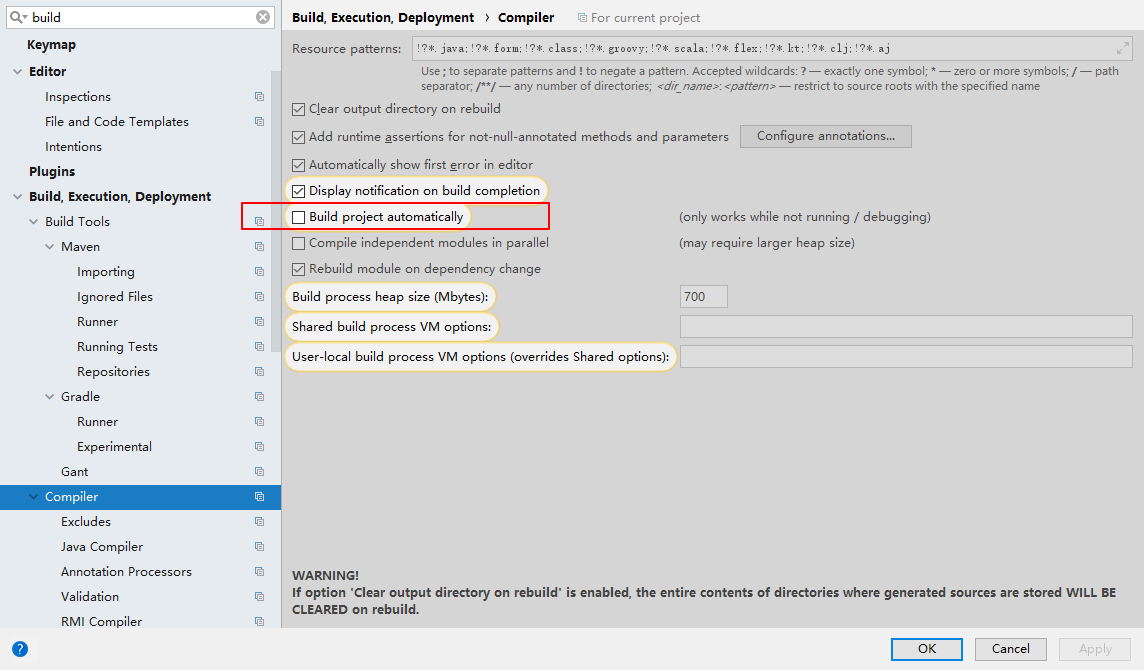 build
Keymap
Editor
Inspections
File and Code Templates
Intentions
Plugins
Build, Execution, Deployment
Build Tools
Maven
Importing
Ignored Files
Runner
Running Tests
Repositories
Gradle
Runner
Experimental
Gant
Compiler
Excludes
Java Compiler
Annotation Processors
Validation
RMI Compiler
Build, Execution, Deployment › Compiler For current project
Resource patterns: !?*.java;!?*.form;!?*.class;!?*.groovy;!?*.scala;!?*.flex;!?*.kt;!?*.clj;!?*.aj
Use ; to separate patterns and ! to negate a pattern. Accepted wildcards: ? — exactly one symbol; * — zero or more symbols; / — path
separator; /**/ — any number of directories; <dir_name>:<pattern> — restrict to source roots with the specified name
Clear output directory on rebuild
Add runtime assertions for not-null-annotated methods and parameters Configure annotations...
Automatically show first error in editor
Display notification on build completion
Build project automatically (only works while not running / debugging)
Compile independent modules in parallel (may require larger heap size)
Rebuild module on dependency change
Build process heap size (Mbytes): 700
Shared build process VM options:
User-local build process VM options (overrides Shared options):
WARNING!
If option 'Clear output directory on rebuild' is enabled, the entire contents of directories where generated sources are stored WILL BE
CLEARED on rebuild.
? OK Cancel Apply